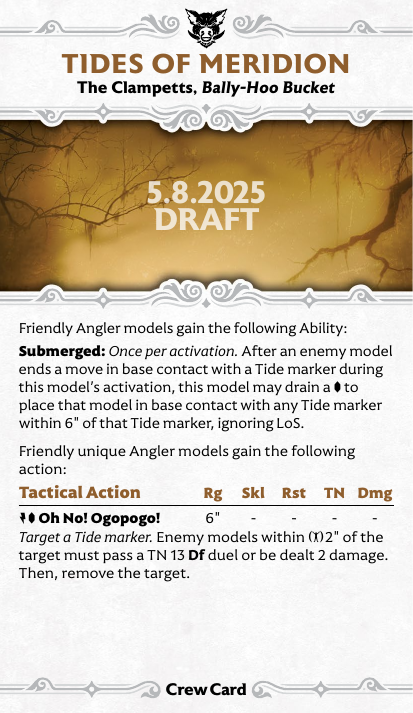 TIDES OF MERIDION
The Clampetts, Bally-Hoo Bucket
5.8.2025
DRAFT
Friendly Angler models gain the following Ability:
Submerged: Once per activation. After an enemy model
ends a move in base contact with a Tide marker during
this model's activation, this model may drain a to
place that model in base contact with any Tide marker
within 6" of that Tide marker, ignoring LoS.
Friendly unique Angler models gain the following
action:
Tactical Action Rg Skl Rst TN Dmg
Oh No! Ogopogo! 6" - - - -
Target a Tide marker. Enemy models within 2" of the
target must pass a TN 13 Df duel or be dealt 2 damage.
Then, remove the target.
Crew Card